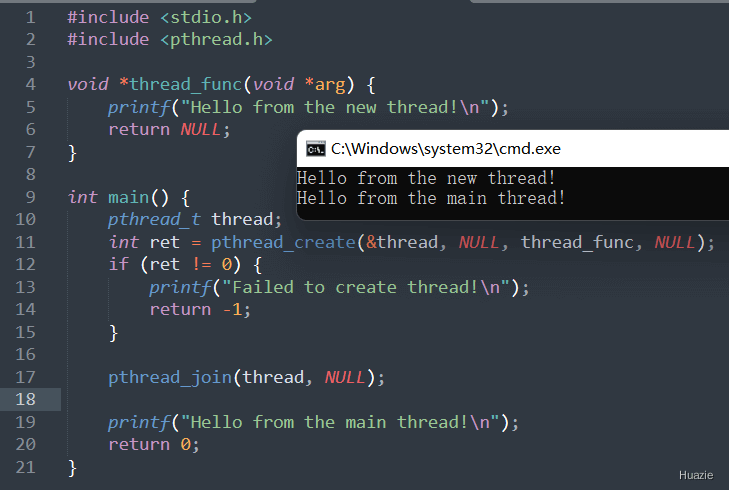 1 #include <stdio.h>
2 #include <pthread.h>
3
4 void *thread_func(void *arg) {
5     printf("Hello from the new thread!\n");
6     return NULL;
7 }
8
9 int main() {
10     pthread_t thread;
11     int ret = pthread_create(&thread, NULL, thread_func, NULL);
12     if (ret != 0) {
13         printf("Failed to create thread!\n");
14         return -1;
15     }
16
17     pthread_join(thread, NULL);
18
19     printf("Hello from the main thread!\n");
20     return 0;
21 }
C:\Windows\system32\cmd.exe
Hello from the new thread!
Hello from the main thread!
Huazie